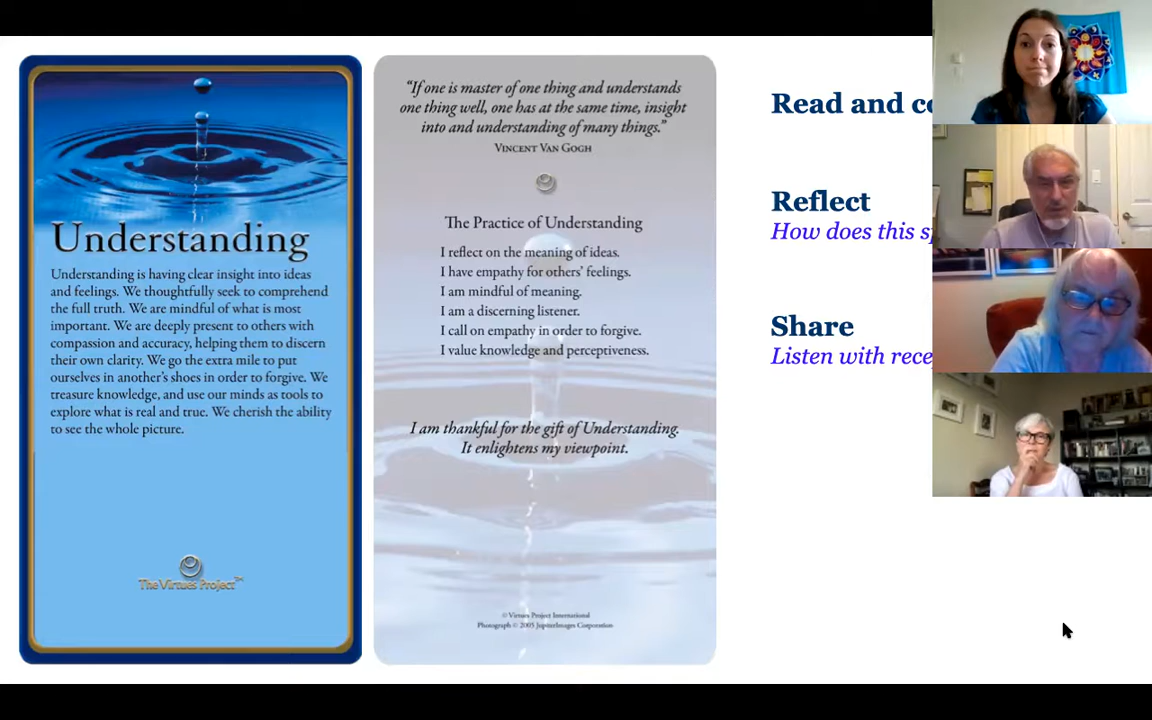 Understanding
Understanding is having clear insight into ideas
and feelings. We thoughtfully seek to comprehend
the full truth. We are mindful of what is most
important. We are deeply present to others with
compassion and accuracy, helping them to discern
their own clarity. We go the extra mile to put
ourselves in another's shoes in order to forgive. We
treasure knowledge, and use our minds as tools to
explore what is real and true. We cherish the ability
to see the whole picture.
The Virtues Project™
“If one is master of one thing and understands
one thing well, one has at the same time, insight
into and understanding of many things.”
Vincent Van Gogh
The Practice of Understanding
I reflect on the meaning of ideas.
I have empathy for others' feelings.
I am mindful of meaning.
I am a discerning listener.
I call on empathy in order to forgive.
I value knowledge and perceptiveness.
I am thankful for the gift of Understanding.
It enlightens my viewpoint.
© Virtues Project International
Photograph © 2005 JupiterImages Corporation
Read and co
Reflect
How does this sp
Share
Listen with rece